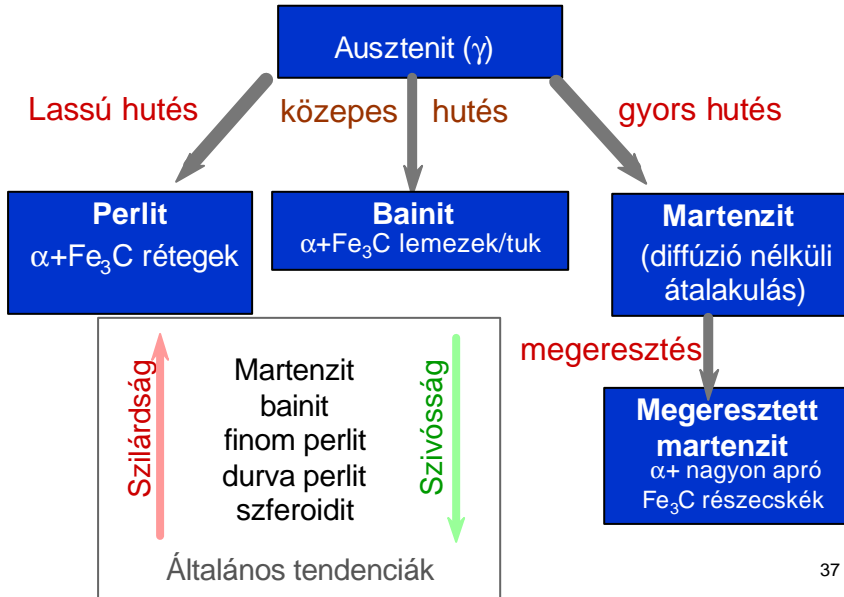 Ausztenit (γ)
Lassú hutés
közepes hutés
gyors hutés
Perlit
α+Fe₃C rétegek
Bainit
α+Fe₃C lemezek/tuk
Martenzit
(diffúzió nélküli
átalakulás)
megeresztés
Megeresztett
martenzit
α+ nagyon apró
Fe₃C részecskék
Szilárdság
Martenzit
bainit
finom perlit
durva perlit
szferoidit
Szivósság
Általános tendenciák
37